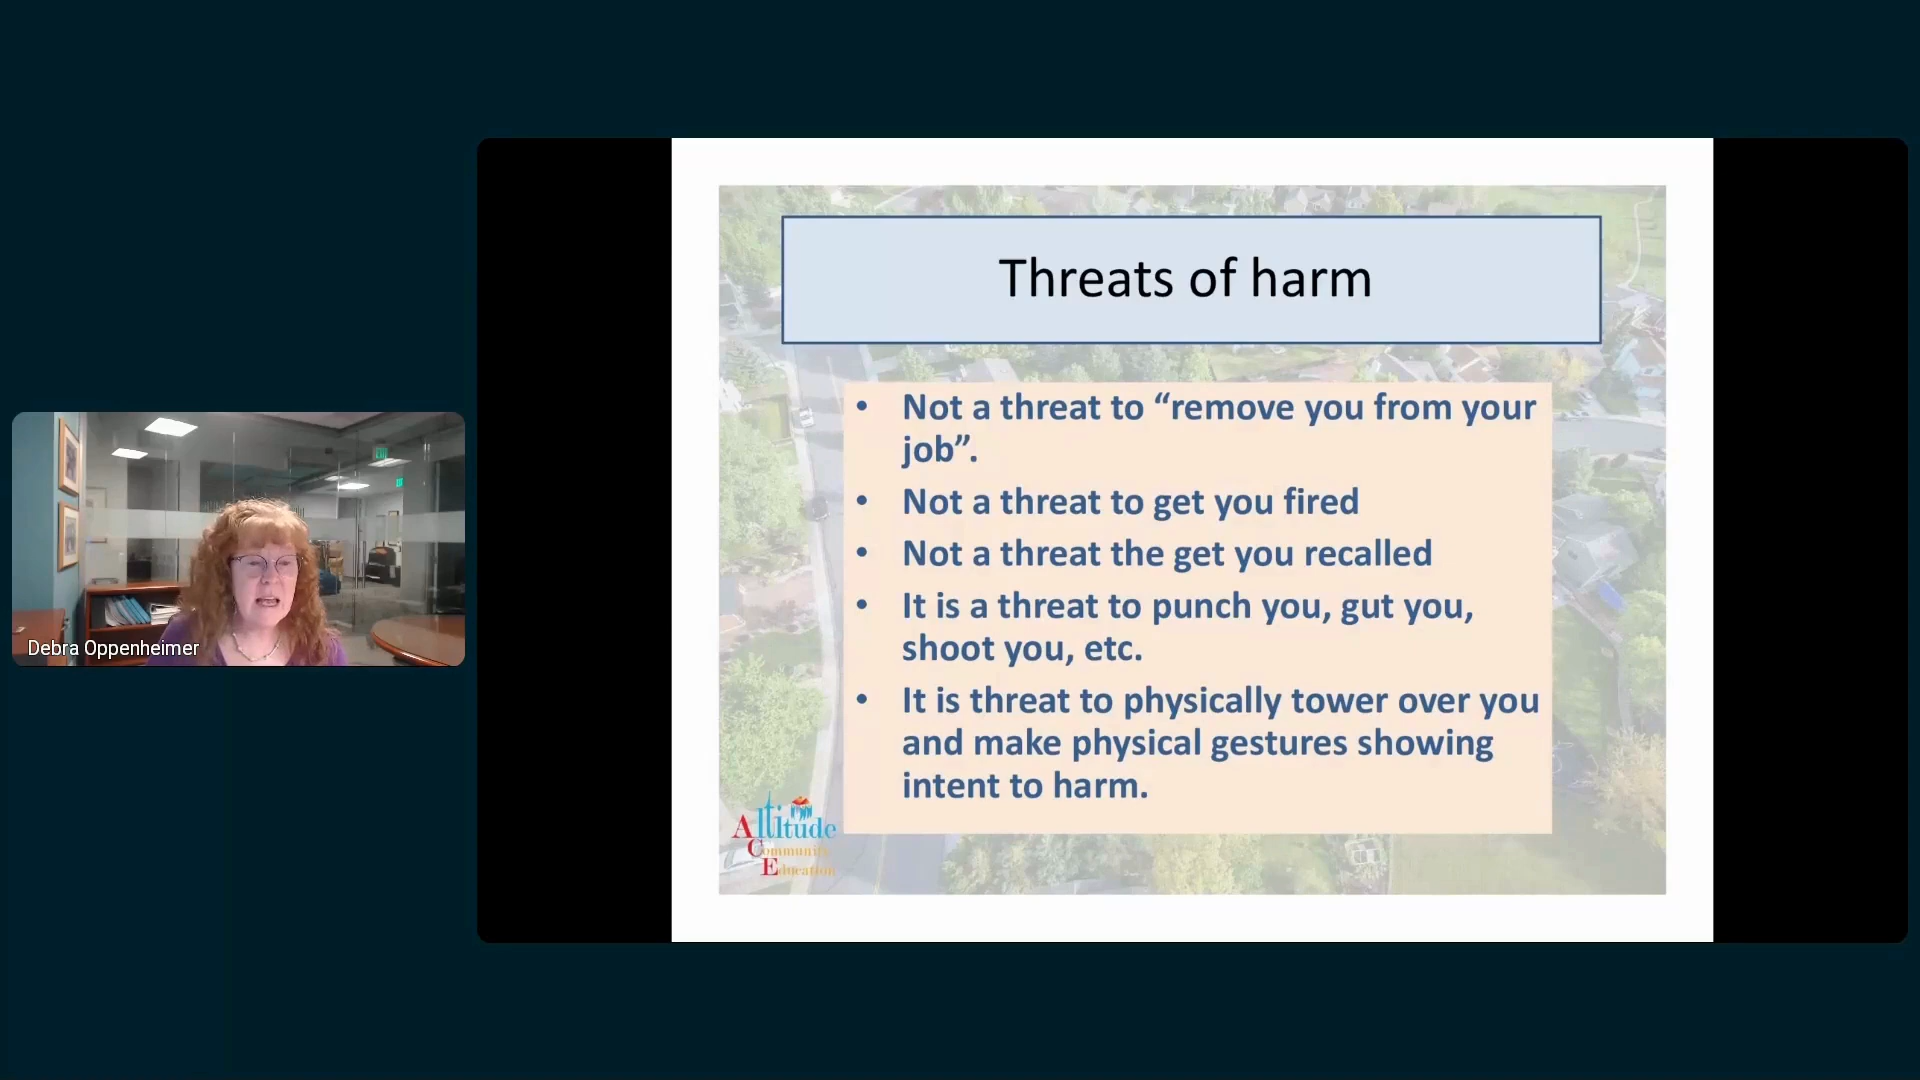 Threats of harm
• Not a threat to “remove you from your
job”.
• Not a threat to get you fired
• Not a threat the get you recalled
• It is a threat to punch you, gut you,
shoot you, etc.
• It is threat to physically tower over you
and make physical gestures showing
intent to harm.
Altitude
Community
Education
Debra Oppenheimer